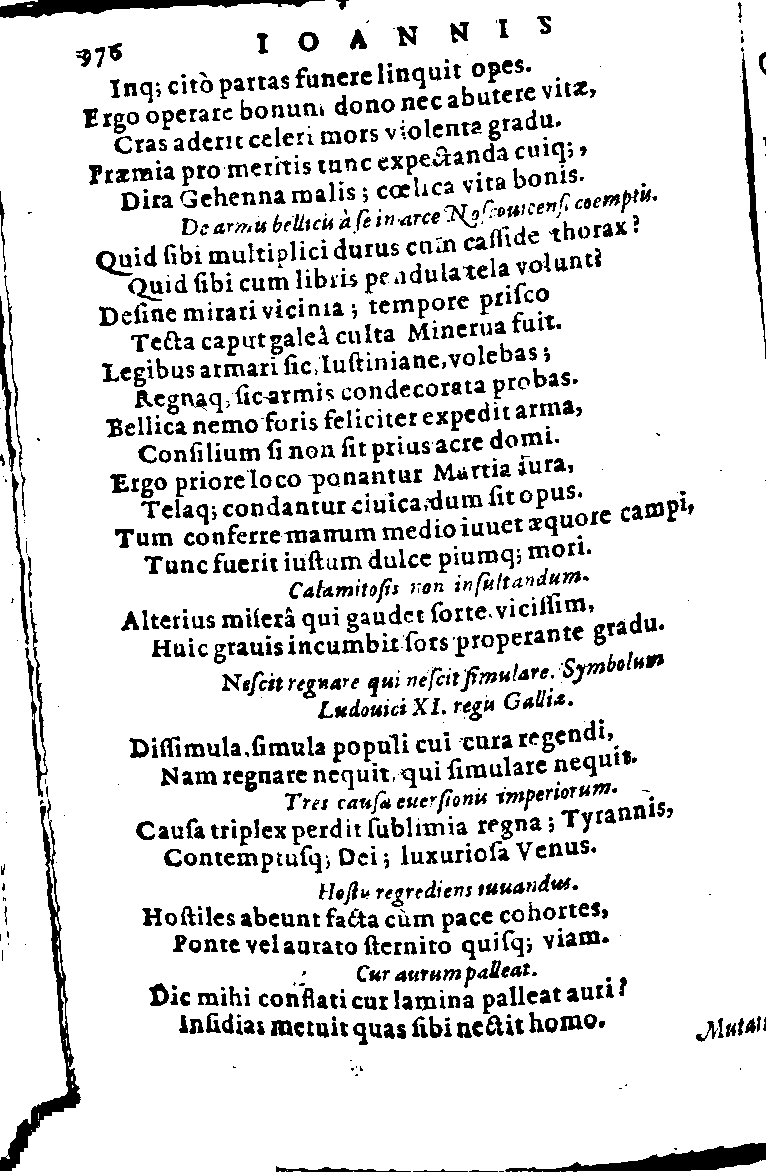 976 IOANNIS
Inq; citò partas funere linquit opes.
Ergo operare bonum dono nec abutere vitæ,
Cras aderit celeri mors violenta gradu.
Præmia pro meritis tunc expectanda cuiq;,
Dira Gehenna malis; cœlica vita bonis.
De armis bellicis à se in arce coemptis.
Quid ſibi multiplici durus cum caſſide thorax?
Quid ſibi cum libris pendula tela volunt?
Deſine mirari vicinia; tempore priſco
Tecta caput galeâ culta Minerua fuit.
Legibus armari ſic, Iuſtiniane, volebas;
Regnaq; ſic armis condecorata probas.
Bellica nemo foris feliciter expedit arma,
Conſilium ſi non ſit prius acre domi.
Ergo priore loco ponantur Martia iura,
Telaq; condantur ciuica, dum ſit opus.
Tum conferre manum medio iuuet æquore campi,
Tunc fuerit iuſtum dulce piumq; mori.
Calamitoſis non inſultandum.
Alterius miſerâ qui gaudet ſorte, viciſſim,
Huic grauis incumbit ſors properante gradu.
Neſcit regnare qui neſcit ſimulare. Symbolum
Ludouici XI. regis Galliæ.
Diſſimula, ſimula populi cui cura regendi,
Nam regnare nequit, qui ſimulare nequit.
Tres cauſæ euerſionis imperiorum.
Cauſa triplex perdit ſublimia regna; Tyrannis,
Contemptuſq; Dei; luxurioſa Venus.
Hoſtis regrediens iuuandus.
Hoſtiles abeunt facta cùm pace cohortes,
Ponte vel aurato ſternito quiſq; viam.
Cur aurum palleat.
Dic mihi conflati cur lamina palleat auri?
Inſidias metuit quas ſibi nectit homo.